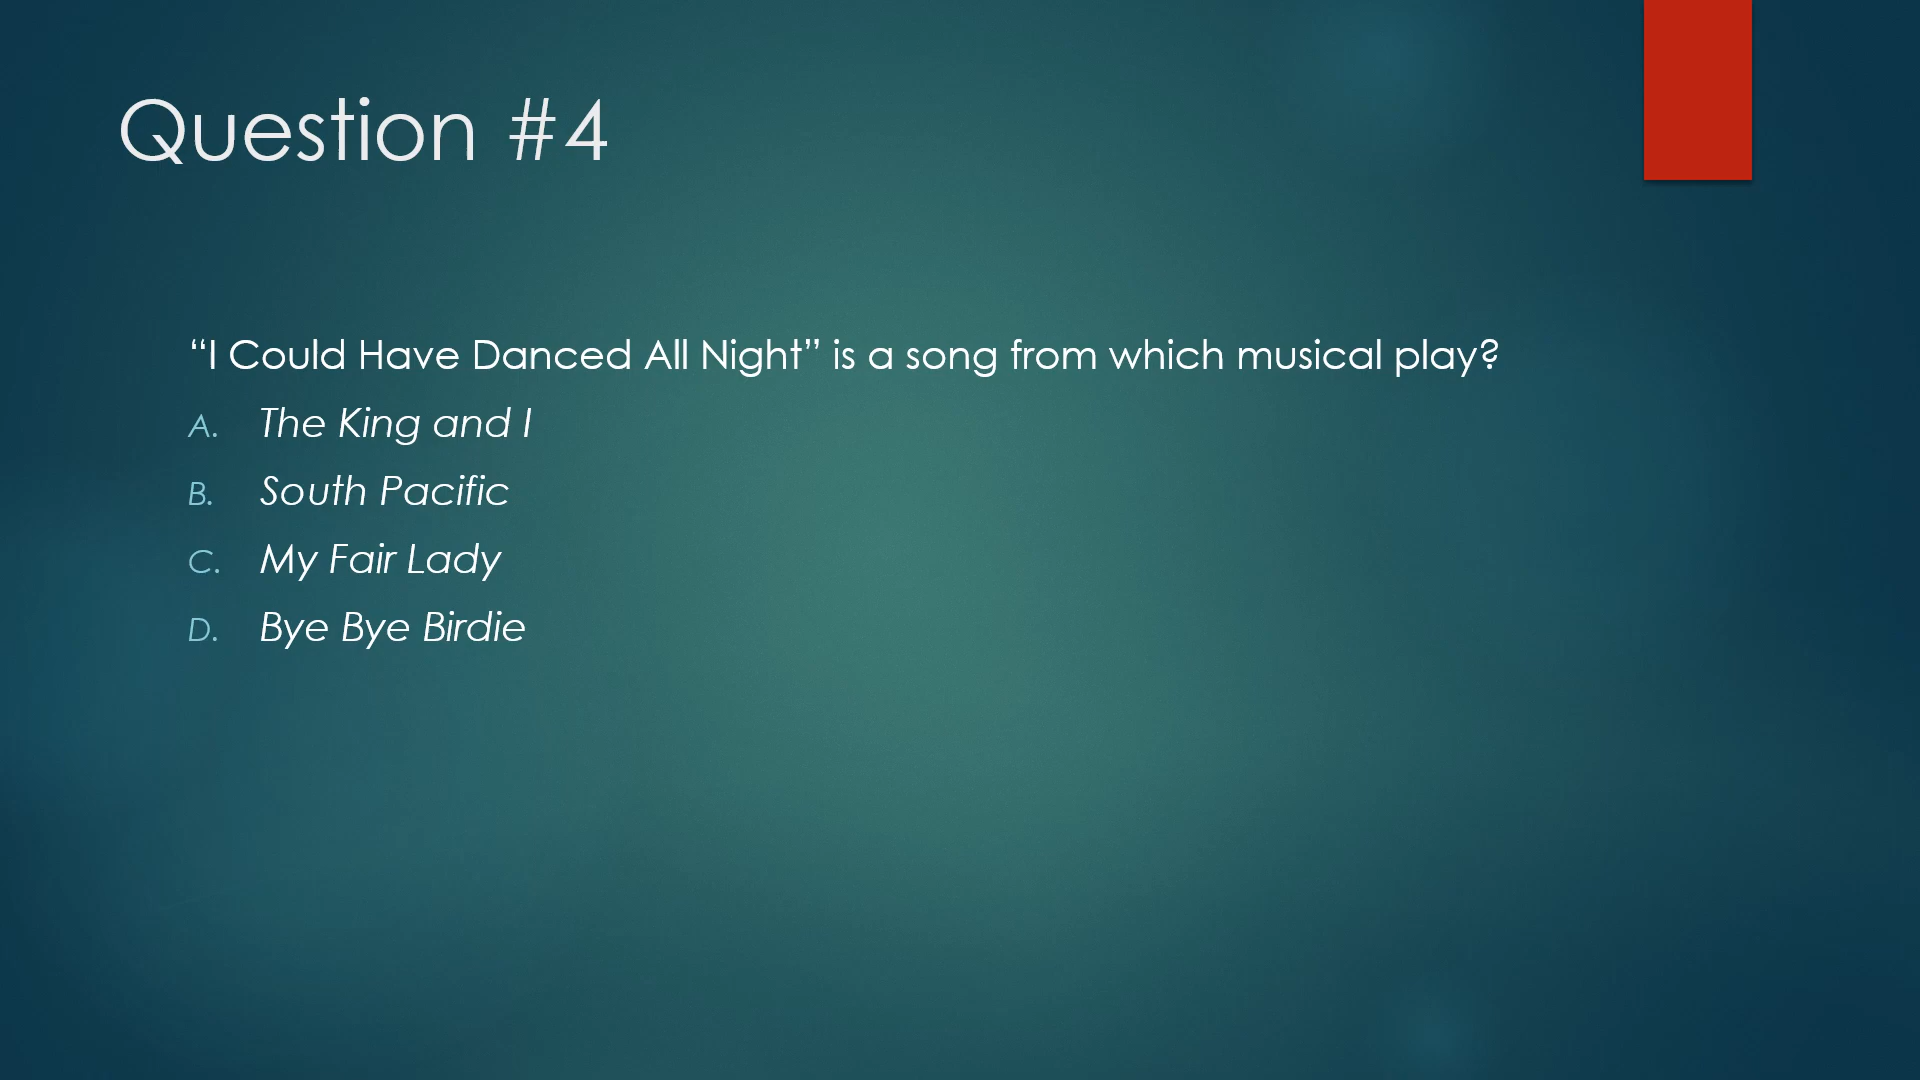 Question #4
“I Could Have Danced All Night” is a song from which musical play?
A. The King and I
B. South Pacific
C. My Fair Lady
D. Bye Bye Birdie